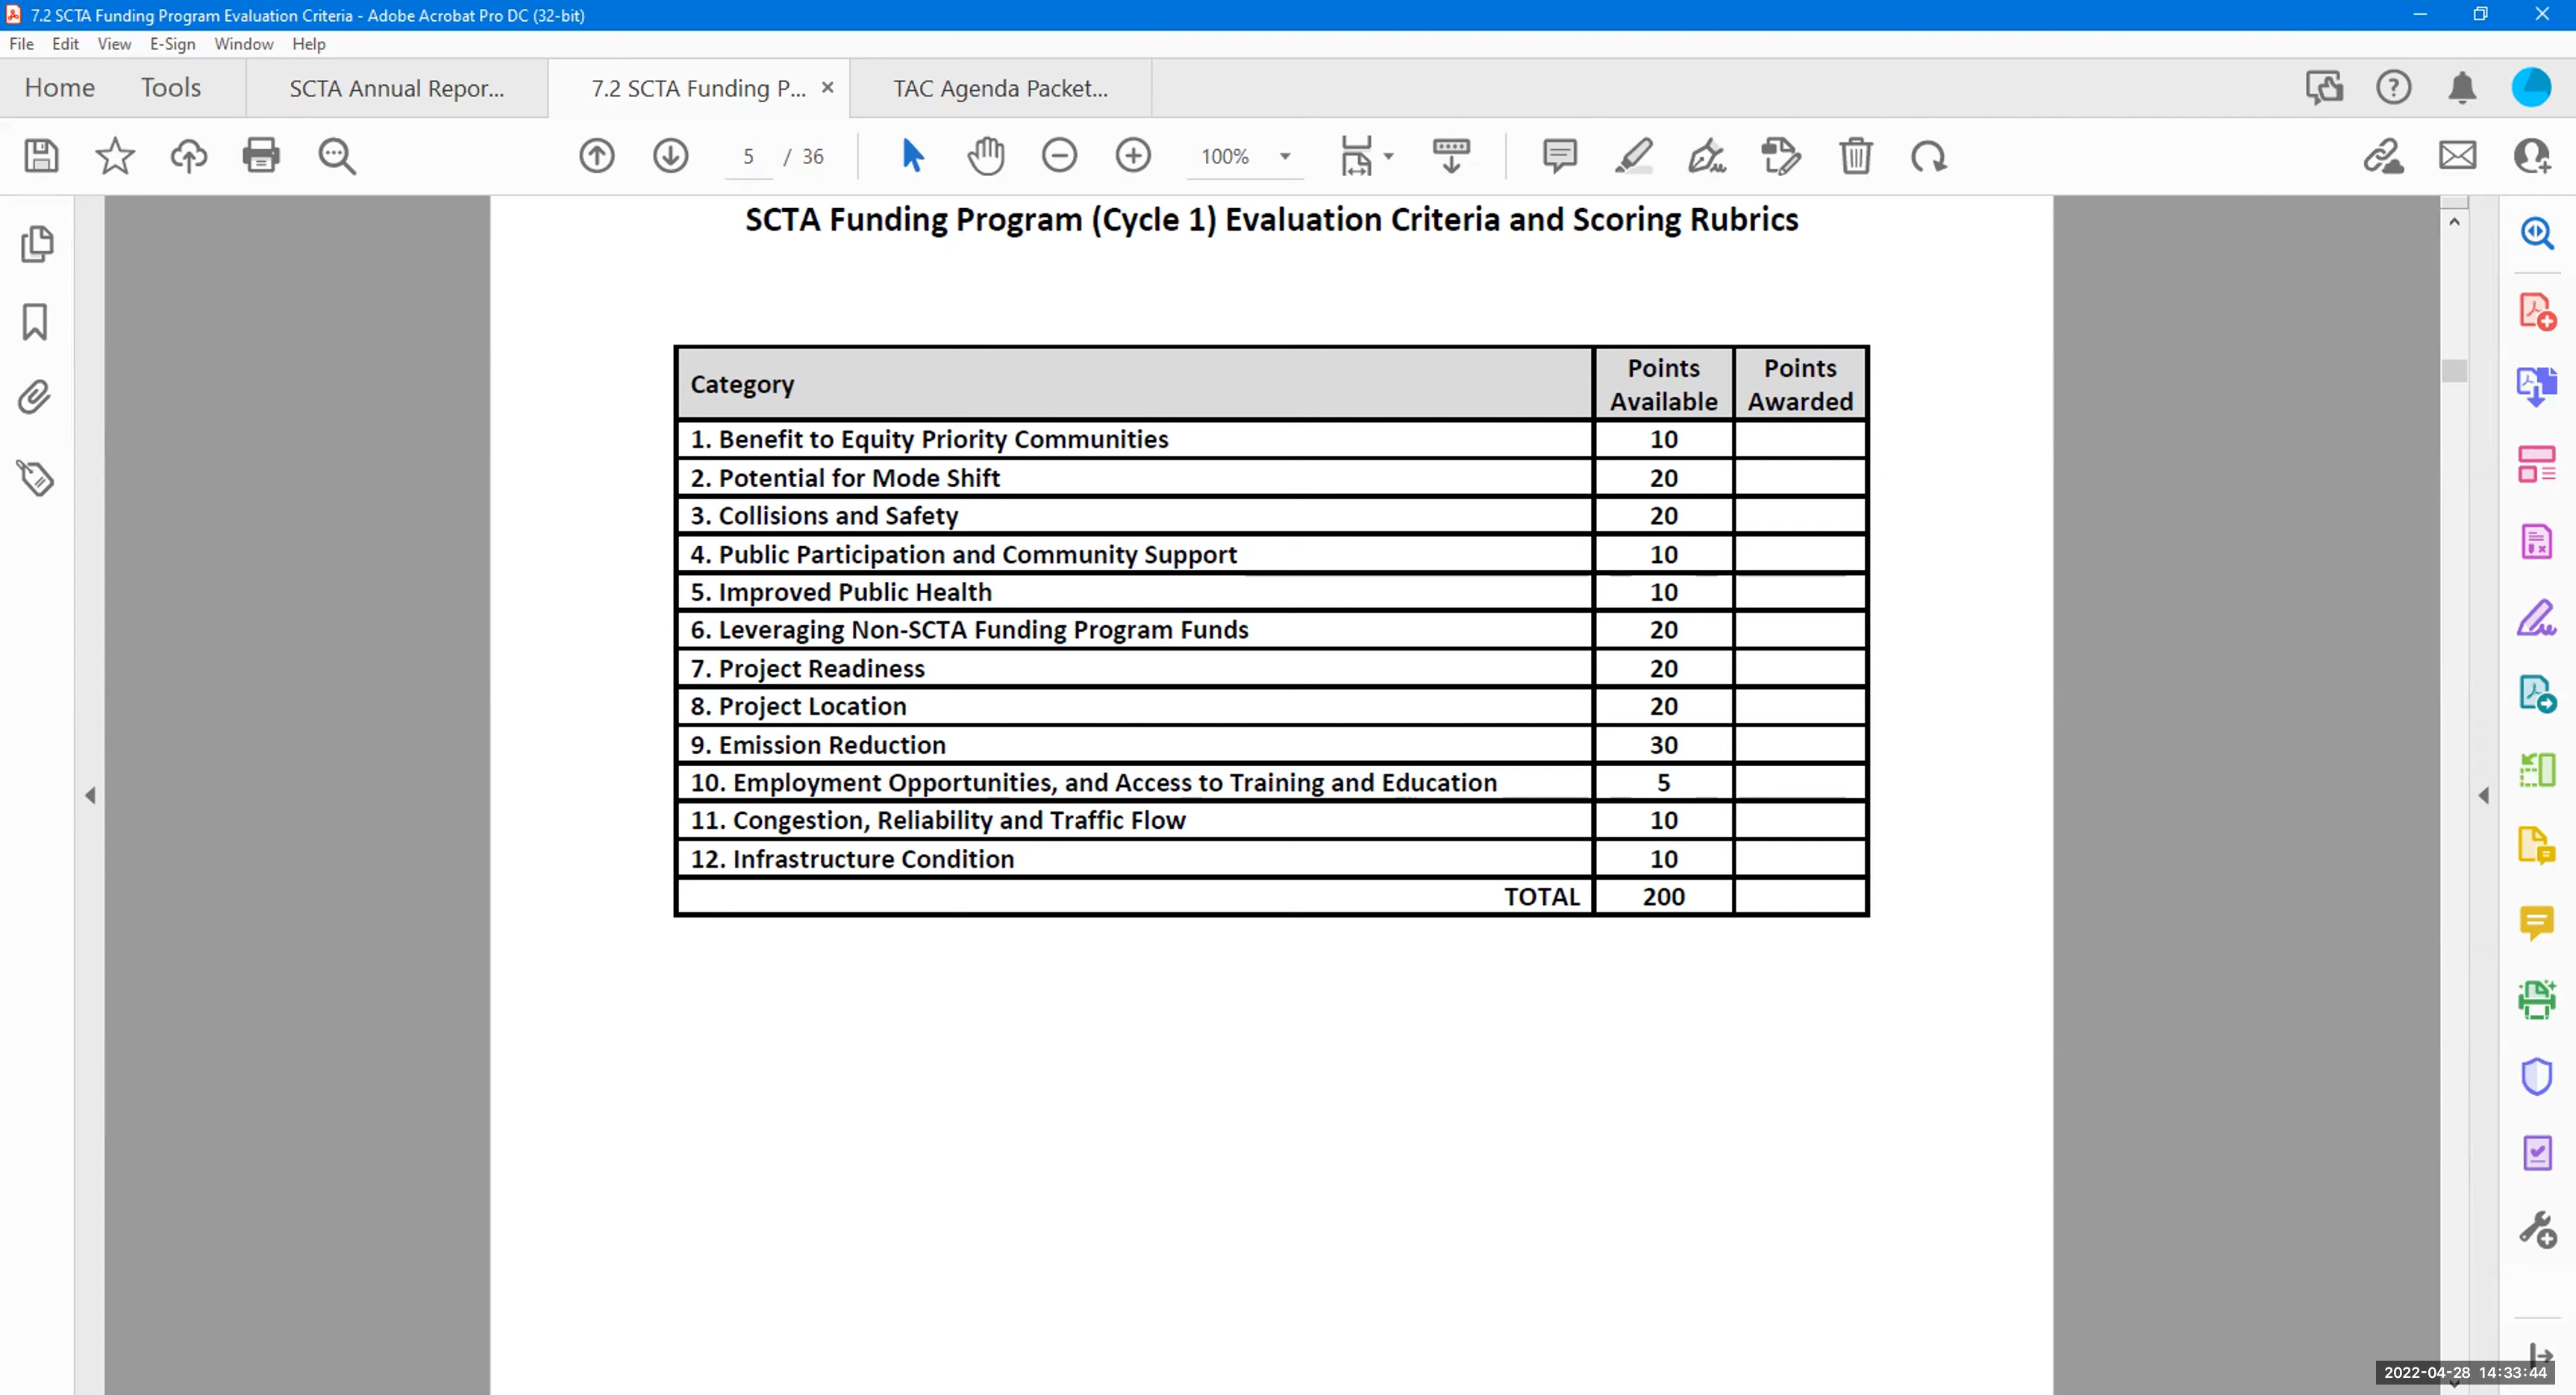 7.2 SCTA Funding Program Evaluation Criteria - Adobe Acrobat Pro DC (32-bit)
File Edit View E-Sign Window Help
Home Tools SCTA Annual Repor... 7.2 SCTA Funding P... × TAC Agenda Packet...
5 / 36 100%
SCTA Funding Program (Cycle 1) Evaluation Criteria and Scoring Rubrics
Category Points Available Points Awarded
1. Benefit to Equity Priority Communities 10
2. Potential for Mode Shift 20
3. Collisions and Safety 20
4. Public Participation and Community Support 10
5. Improved Public Health 10
6. Leveraging Non-SCTA Funding Program Funds 20
7. Project Readiness 20
8. Project Location 20
9. Emission Reduction 30
10. Employment Opportunities, and Access to Training and Education 5
11. Congestion, Reliability and Traffic Flow 10
12. Infrastructure Condition 10
TOTAL 200
2022-04-28 14:33:44